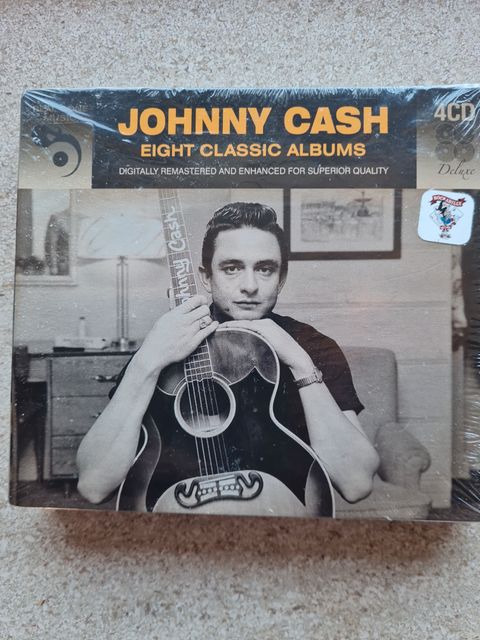 JOHNNY CASH
4CD
EIGHT CLASSIC ALBUMS
DIGITALLY REMASTERED AND ENHANCED FOR SUPERIOR QUALITY
Deluxe
Johnny Cash